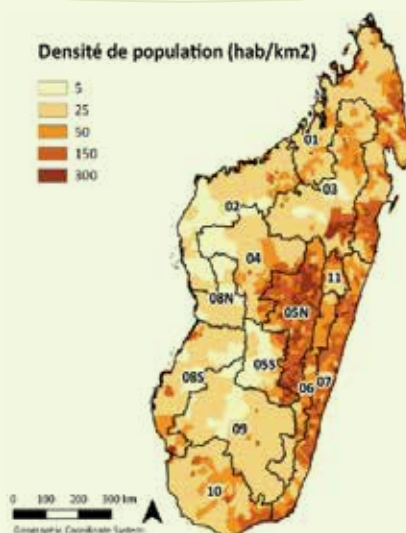 Densité de population (hab/km2)
5
25
50
150
300
01
03
02
04
11
08N
05N
05S
08S
06
07
09
10
0 100 200 300 km
Geographic Coordinate System